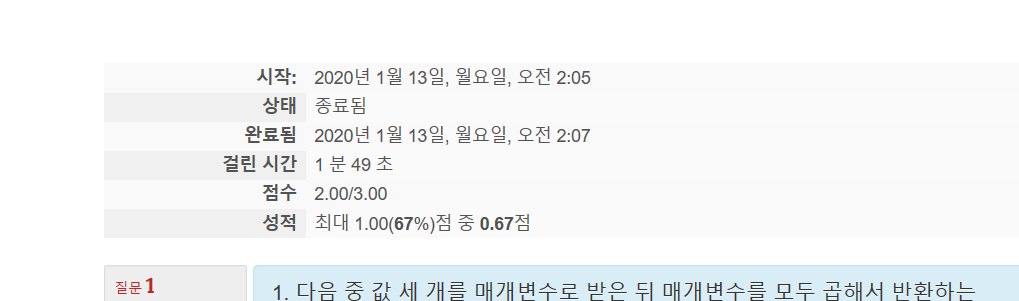 시작: 2020년 1월 13일, 월요일, 오전 2:05
상태 종료됨
완료됨 2020년 1월 13일, 월요일, 오전 2:07
걸린 시간 1 분 49 초
점수 2.00/3.00
성적 최대 1.00(67%)점 중 0.67점
질문 1
1. 다음 중 값 세 개를 매개변수로 받은 뒤 매개변수를 모두 곱해서 반환하는